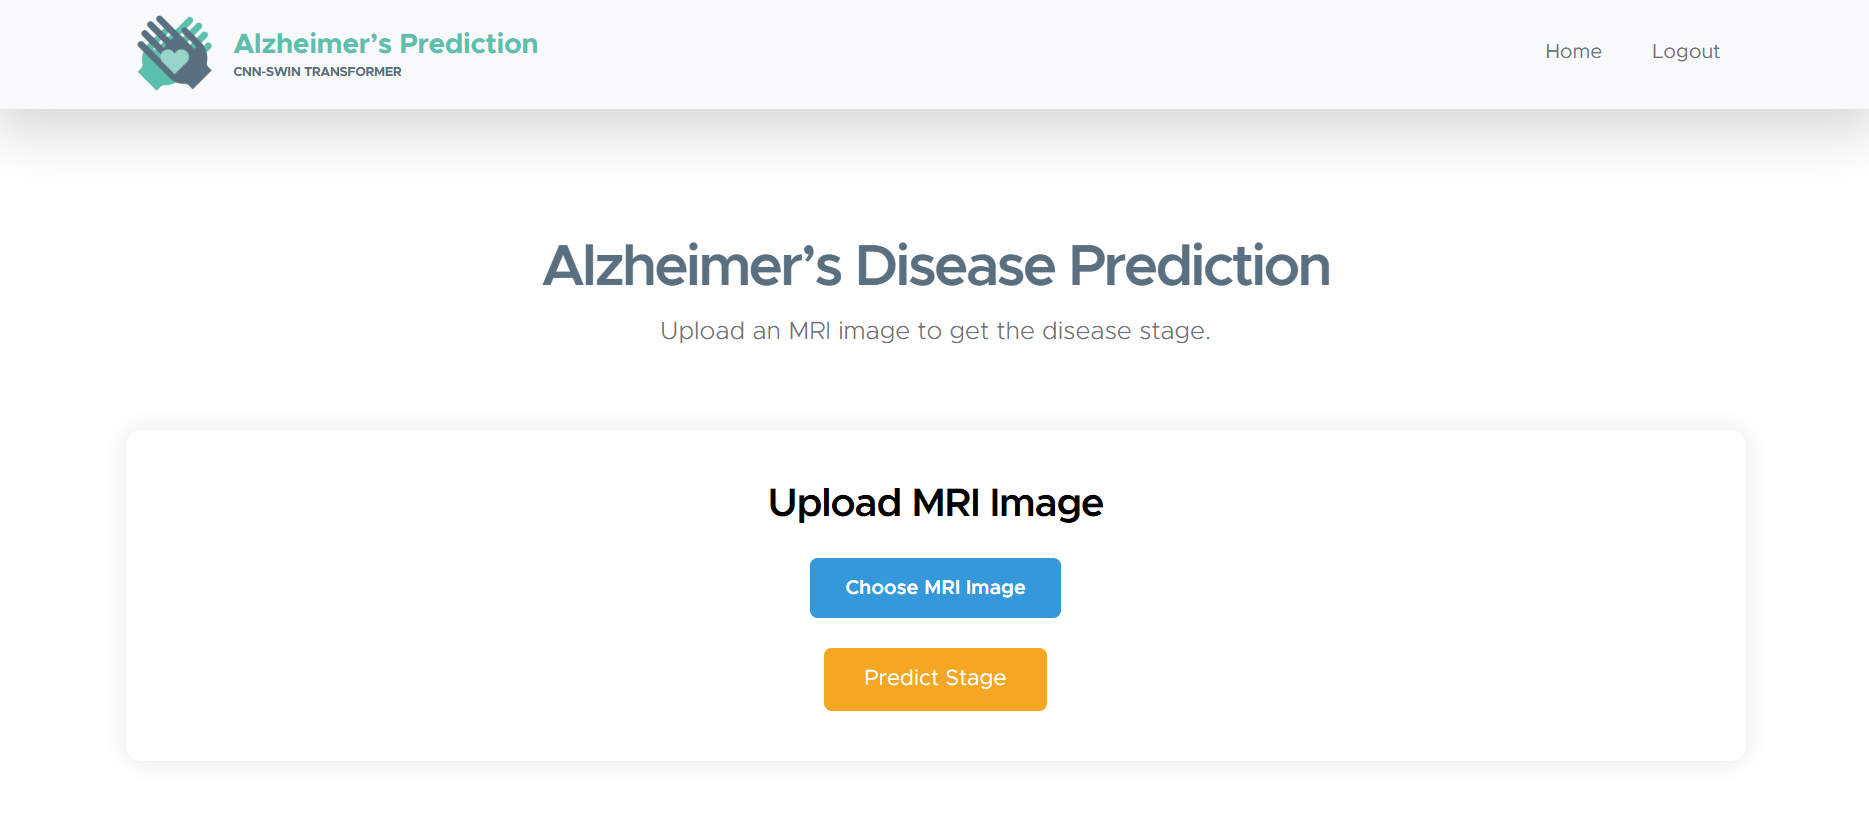 Alzheimer's Prediction
CNN-SWIN TRANSFORMER
Home
Logout
Alzheimer's Disease Prediction
Upload an MRI image to get the disease stage.
Upload MRI Image
Choose MRI Image
Predict Stage